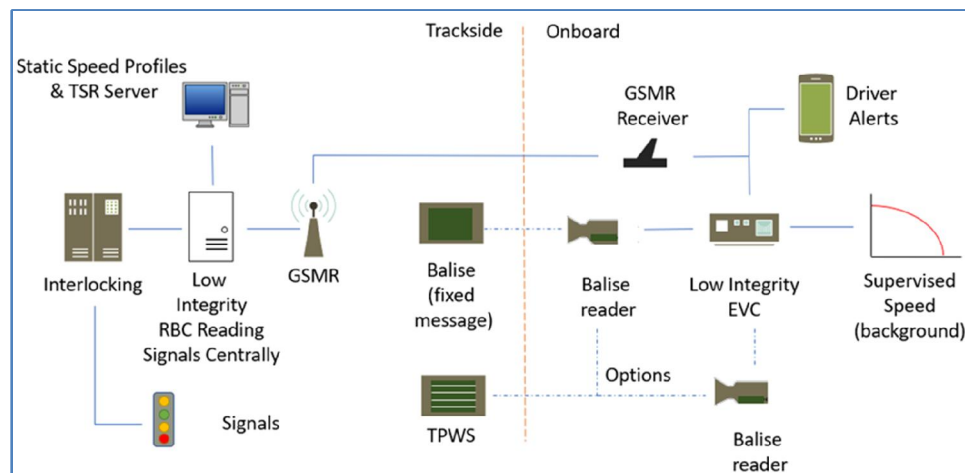 Trackside
Onboard
Static Speed Profiles
& TSR Server
GSMR
Receiver
Driver
Alerts
Interlocking
Low
Integrity
RBC Reading
Signals Centrally
GSMR
Balise
(fixed
message)
Balise
reader
Low Integrity
EVC
Supervised
Speed
(background)
Signals
TPWS
Options
Balise
reader